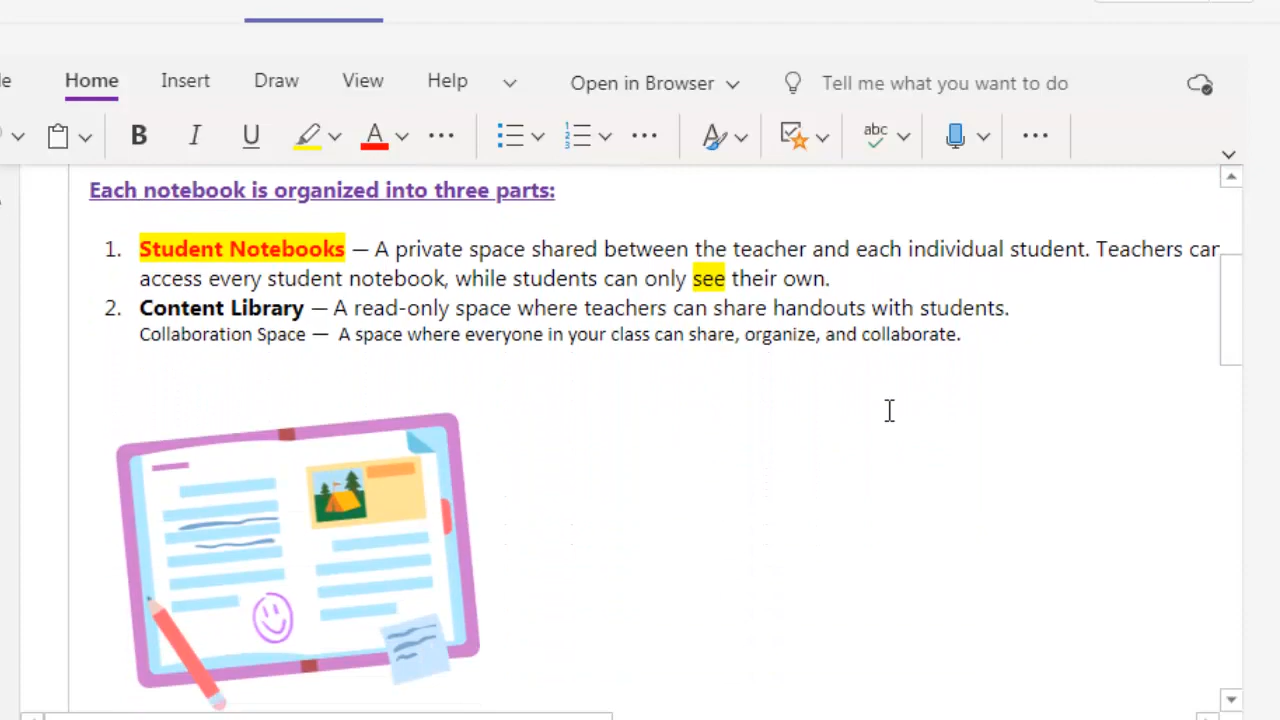 Home Insert Draw View Help Open in Browser Tell me what you want to do
B I U A abc
Each notebook is organized into three parts:
1. Student Notebooks — A private space shared between the teacher and each individual student. Teachers
access every student notebook, while students can only see their own.
2. Content Library — A read-only space where teachers can share handouts with students.
Collaboration Space — A space where everyone in your class can share, organize, and collaborate.